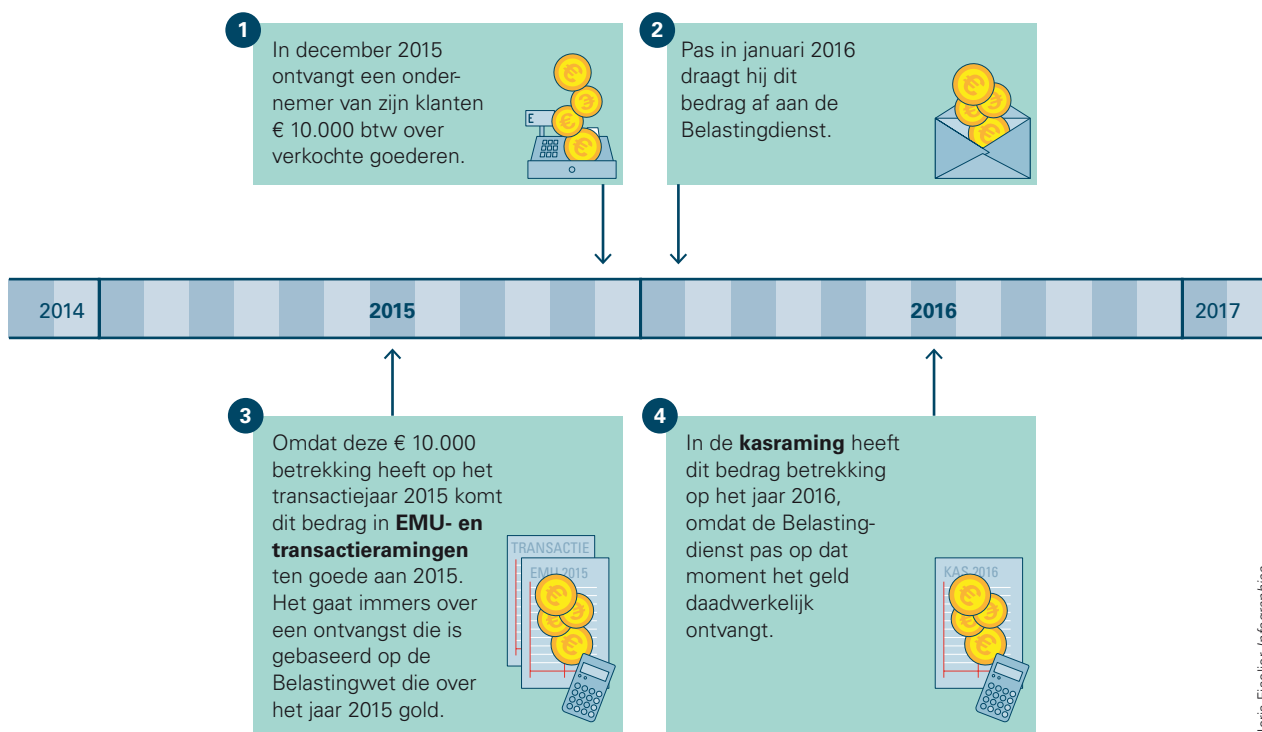 1
In december 2015
ontvangt een onder-
nemer van zijn klanten
€ 10.000 btw over
verkochte goederen.
E
2
Pas in januari 2016
draagt hij dit
bedrag af aan de
Belastingdienst.
2014
2015
2016
2017
3
Omdat deze € 10.000
betrekking heeft op het
transactiejaar 2015 komt
dit bedrag in EMU- en
transactieramingen
ten goede aan 2015.
Het gaat immers over
een ontvangst die is
gebaseerd op de
Belastingwet die over
het jaar 2015 gold.
TRANSACTIE
EMU 2015
4
In de kasraming heeft
dit bedrag betrekking
op het jaar 2016,
omdat de Belasting-
dienst pas op dat
moment het geld
daadwerkelijk
ontvangt.
KAS 2016